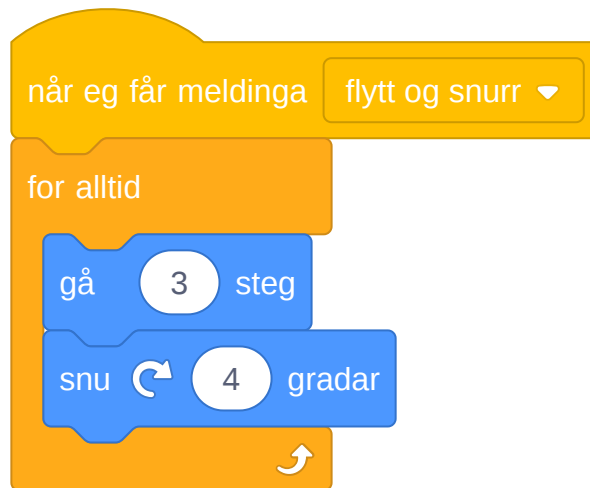 når eg får meldinga flytt og snurr
for alltid
gå 3 steg
snu 4 gradar